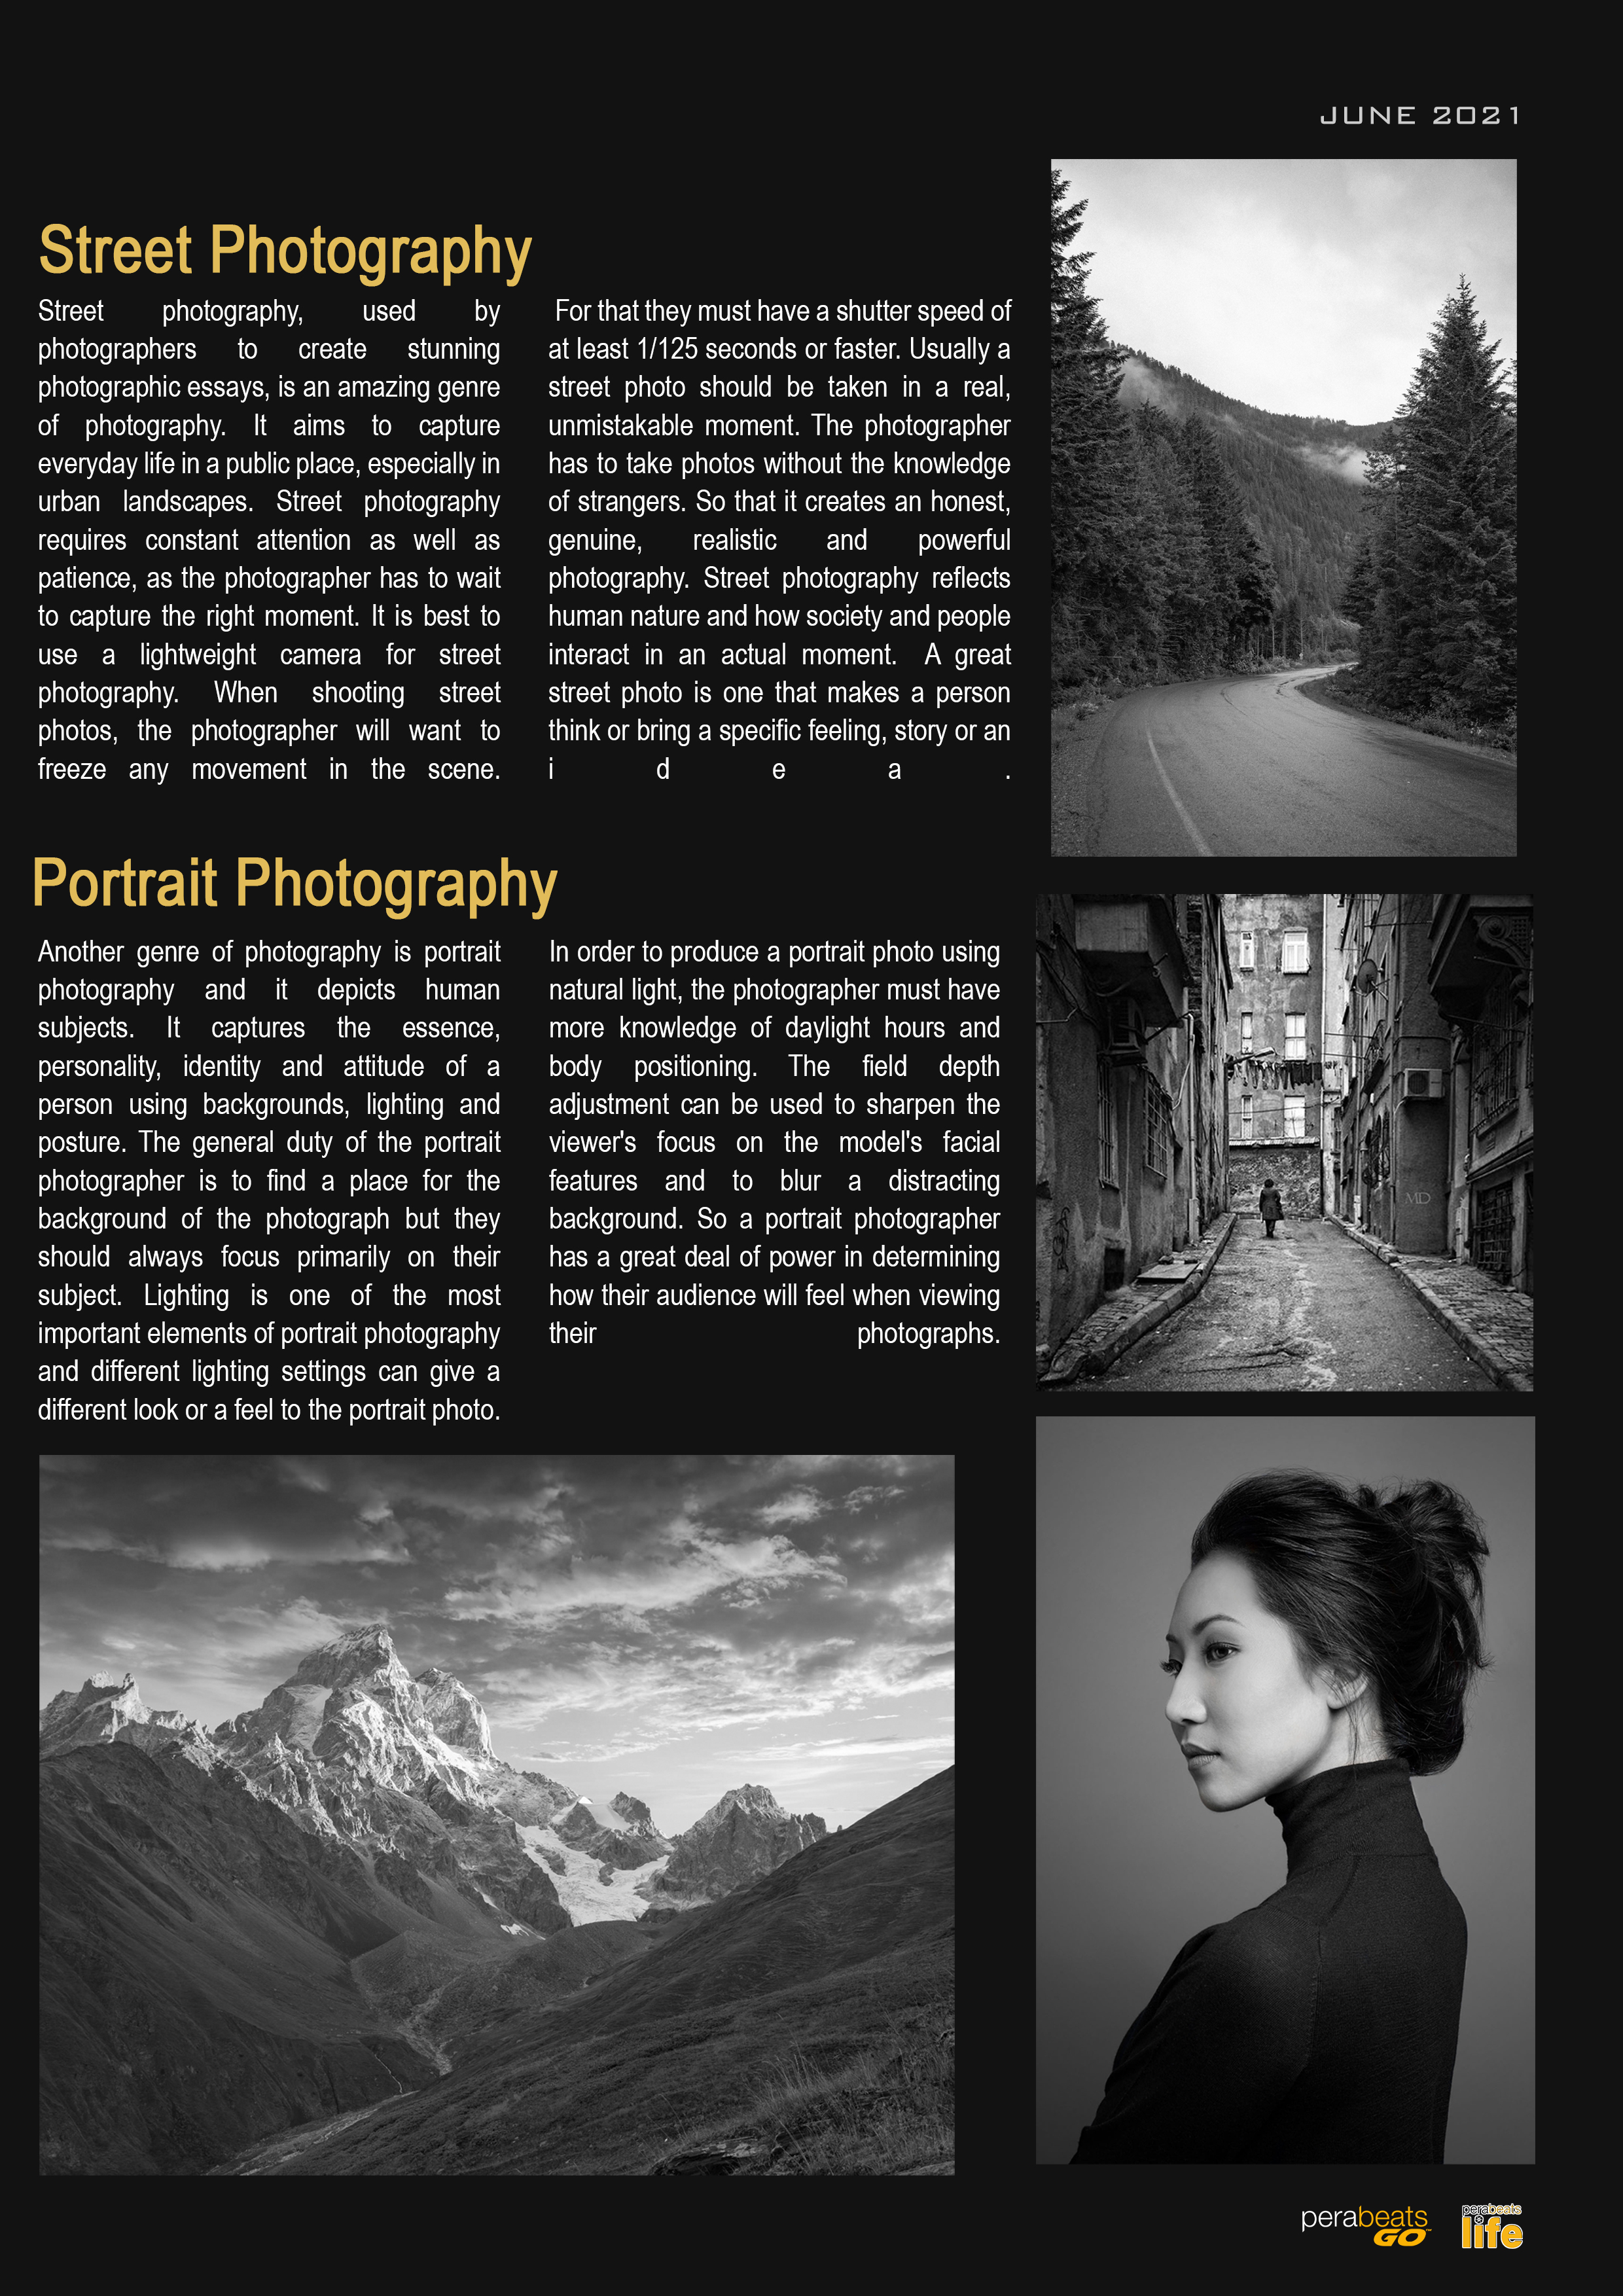 JUNE 2021
Street Photography
Street photography, used by
photographers to create stunning
photographic essays, is an amazing genre
of photography. It aims to capture
everyday life in a public place, especially in
urban landscapes. Street photography
requires constant attention as well as
patience, as the photographer has to wait
to capture the right moment. It is best to
use a lightweight camera for street
photography. When shooting street
photos, the photographer will want to
freeze any movement in the scene.
For that they must have a shutter speed of
at least 1/125 seconds or faster. Usually a
street photo should be taken in a real,
unmistakable moment. The photographer
has to take photos without the knowledge
of strangers. So that it creates an honest,
genuine, realistic and powerful
photography. Street photography reflects
human nature and how society and people
interact in an actual moment. A great
street photo is one that makes a person
think or bring a specific feeling, story or an
idea.
Portrait Photography
Another genre of photography is portrait
photography and it depicts human
subjects. It captures the essence,
personality, identity and attitude of a
person using backgrounds, lighting and
posture. The general duty of the portrait
photographer is to find a place for the
background of the photograph but they
should always focus primarily on their
subject. Lighting is one of the most
important elements of portrait photography
and different lighting settings can give a
different look or a feel to the portrait photo.
In order to produce a portrait photo using
natural light, the photographer must have
more knowledge of daylight hours and
body positioning. The field depth
adjustment can be used to sharpen the
viewer's focus on the model's facial
features and to blur a distracting
background. So a portrait photographer
has a great deal of power in determining
how their audience will feel when viewing
their photographs.
MD
perabeats
GO
perabeats
life